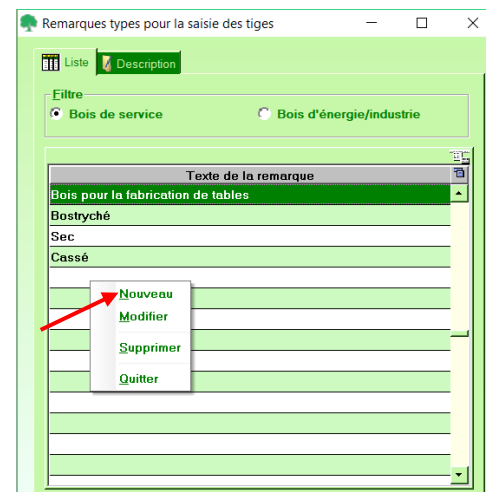 Remarques types pour la saisie des tiges
Liste
Description
Filtre
Bois de service
Bois d'énergie/industrie
Texte de la remarque
Bois pour la fabrication de tables
Bostryché
Sec
Cassé
Nouveau
Modifier
Supprimer
Quitter